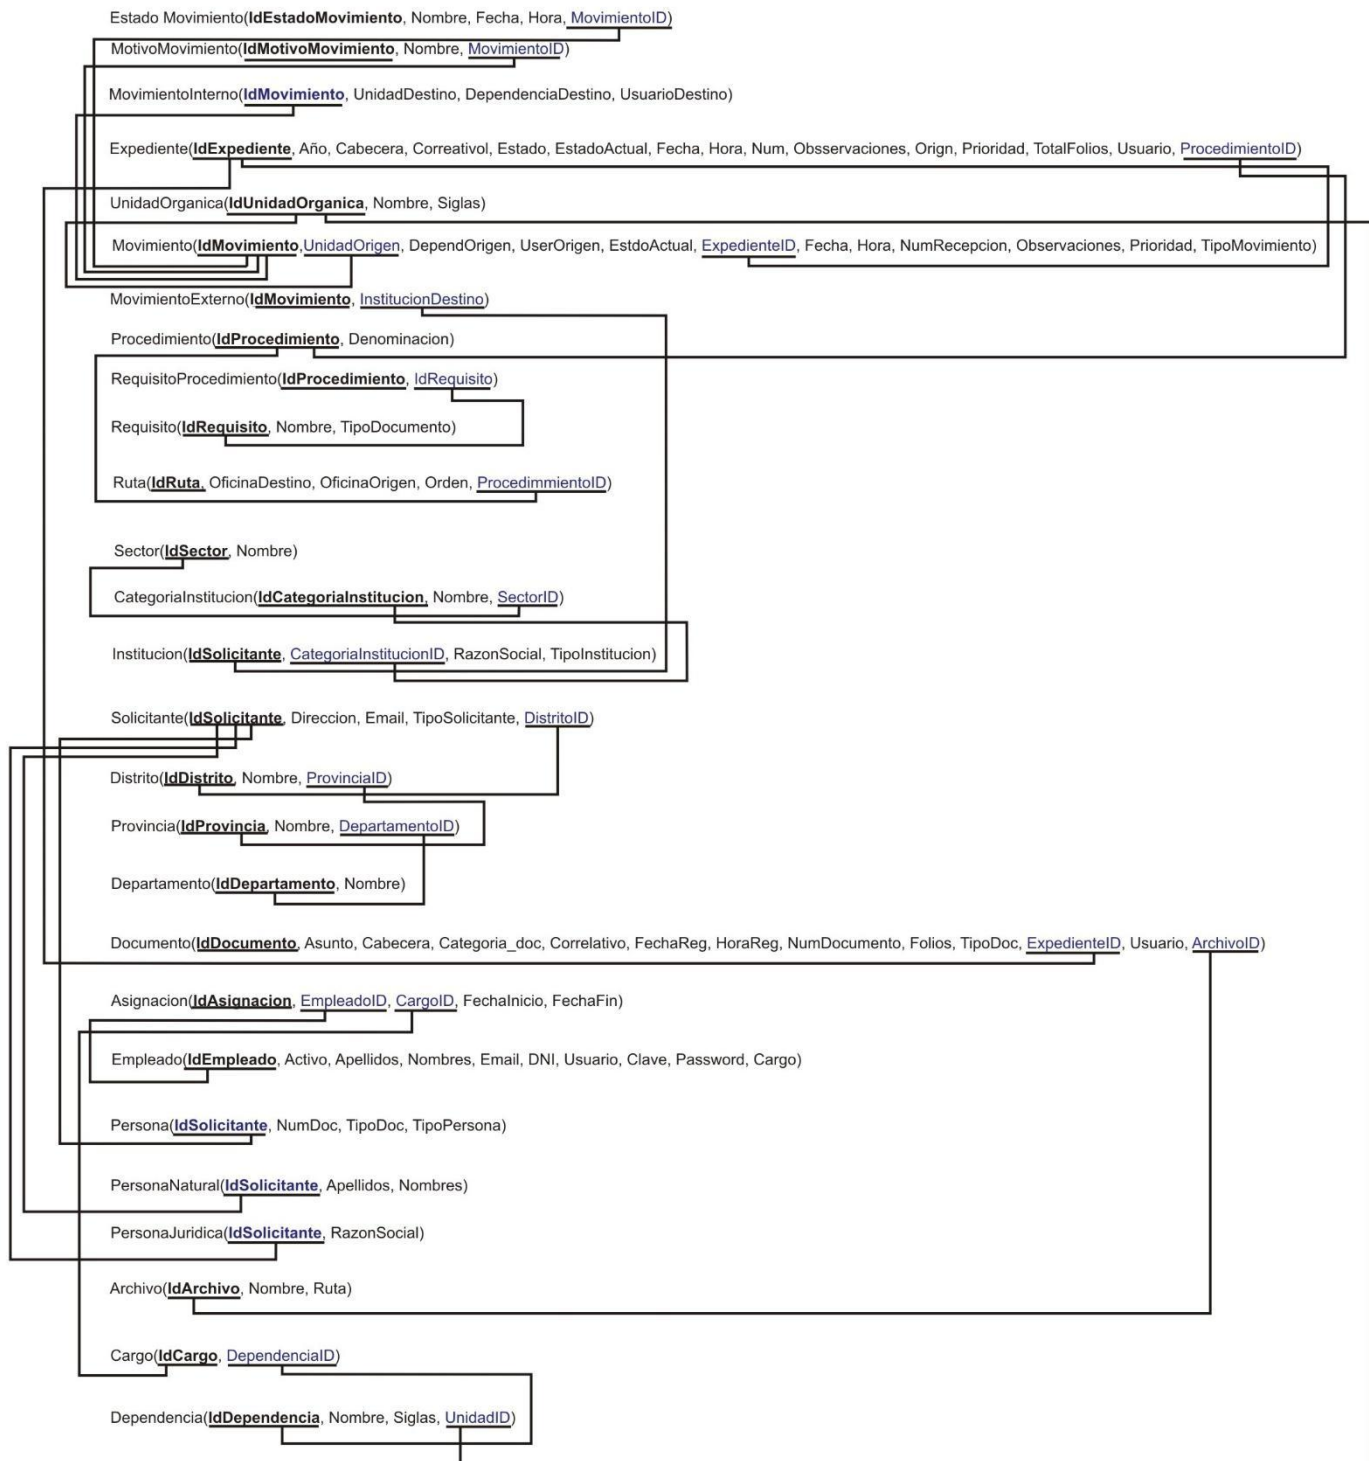 Estado Movimiento(IdEstadoMovimiento, Nombre, Fecha, Hora, MovimientoID)
MotivoMovimiento(IdMotivoMovimiento, Nombre, MovimientoID)
MovimientoInterno(IdMovimiento, UnidadDestino, DependenciaDestino, UsuarioDestino)
Expediente(IdExpediente, Año, Cabecera, Correativol, Estado, EstadoActual, Fecha, Hora, Num, Obsservaciones, Orign, Prioridad, TotalFolios, Usuario, ProcedimientoID)
UnidadOrganica(IdUnidadOrganica, Nombre, Siglas)
Movimiento(IdMovimiento,UnidadOrigen, DependOrigen, UserOrigen, EstdoActual, ExpedienteID, Fecha, Hora, NumRecepcion, Observaciones, Prioridad, TipoMovimiento)
MovimientoExterno(IdMovimiento, InstitucionDestino)
Procedimiento(IdProcedimiento, Denominacion)
RequisitoProcedimiento(IdProcedimiento, IdRequisito)
Requisito(IdRequisito, Nombre, TipoDocumento)
Ruta(IdRuta, OficinaDestino, OficinaOrigen, Orden, ProcedimmientoID)
Sector(IdSector, Nombre)
CategoriaInstitucion(IdCategoriaInstitucion, Nombre, SectorID)
Institucion(IdSolicitante, CategoriaInstitucionID, RazonSocial, TipoInstitucion)
Solicitante(IdSolicitante, Direccion, Email, TipoSolicitante, DistritoID)
Distrito(IdDistrito, Nombre, ProvinciaID)
Provincia(IdProvincia, Nombre, DepartamentoID)
Departamento(IdDepartamento, Nombre)
Documento(IdDocumento, Asunto, Cabecera, Categoria_doc, Correlativo, FechaReg, HoraReg, NumDocumento, Folios, TipoDoc, ExpedienteID, Usuario, ArchivoID)
Asignacion(IdAsignacion, EmpleadoID, CargoID, FechaInicio, FechaFin)
Empleado(IdEmpleado, Activo, Apellidos, Nombres, Email, DNI, Usuario, Clave, Password, Cargo)
Persona(IdSolicitante, NumDoc, TipoDoc, TipoPersona)
PersonaNatural(IdSolicitante, Apellidos, Nombres)
PersonaJuridica(IdSolicitante, RazonSocial)
Archivo(IdArchivo, Nombre, Ruta)
Cargo(IdCargo, DependenciaID)
Dependencia(IdDependencia, Nombre, Siglas, UnidadID)